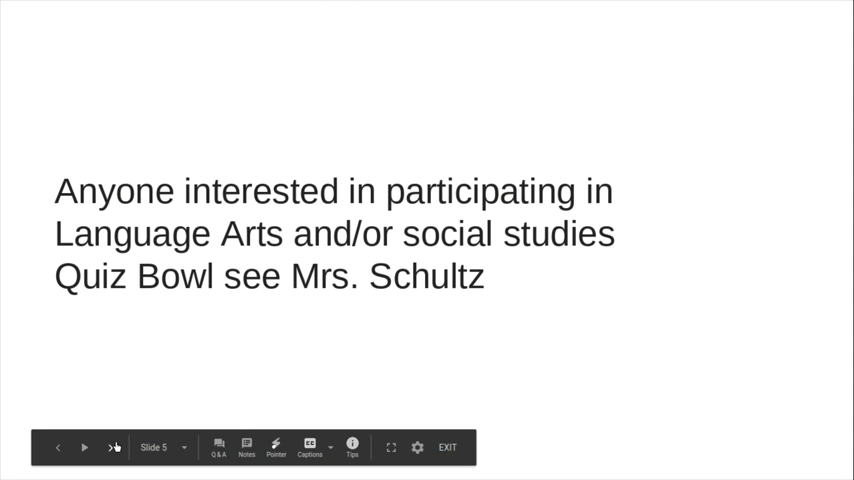 Anyone interested in participating in
Language Arts and/or social studies
Quiz Bowl see Mrs. Schultz
Slide 5
Q & A
Notes
Pointer
CC
Captions
Tips
EXIT